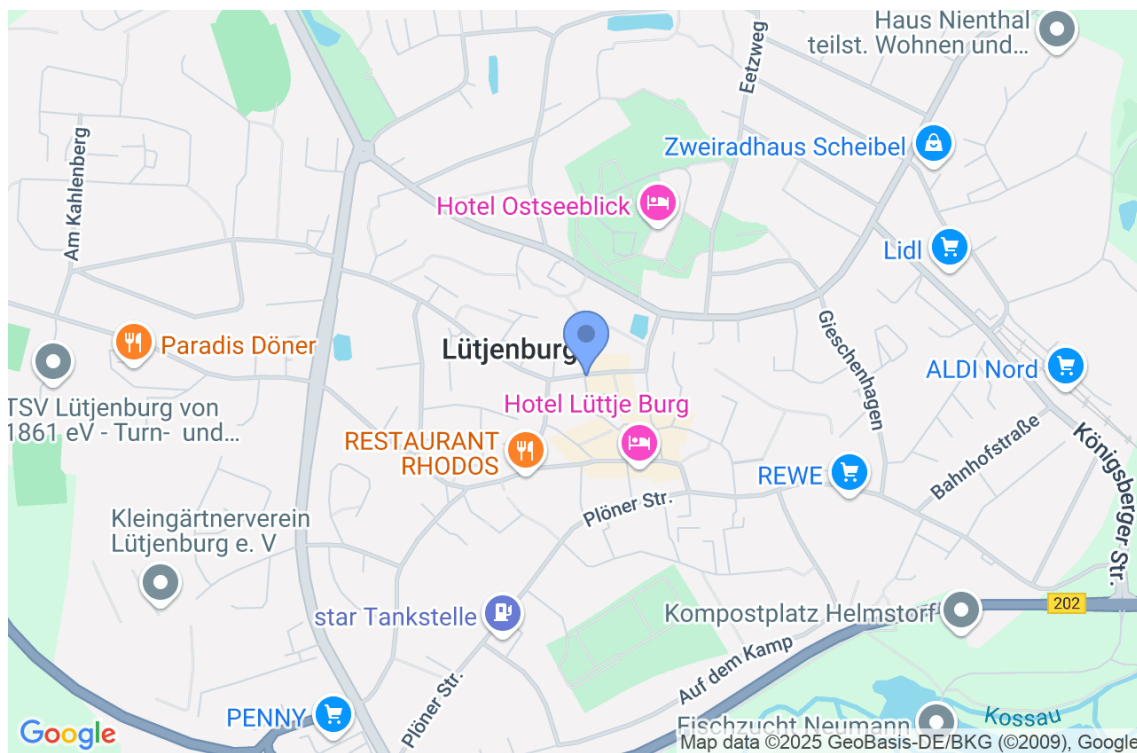 Haus Nienthal
teilst. Wohnen und...
Eetzweg
Zweiradhaus Scheibel
Am Kahlenberg
Hotel Ostseeblick
Lidl
Paradis Döner
Lütjenburg
Gieschenhagen
ALDI Nord
TSV Lütjenburg von
1861 eV - Turn- und...
Hotel Lüttje Burg
RESTAURANT
RHODOS
REWE
Bahnhofstraße
Königsberger Str.
Plöner Str.
Kleingärtnerverein
Lütjenburg e. V
star Tankstelle
Kompostplatz Helmstorf
202
Auf dem Kamp
Plöner Str.
PENNY
Fischzucht Neumann
Kossau
Google
Map data ©2025 GeoBasis-DE/BKG (©2009), Google